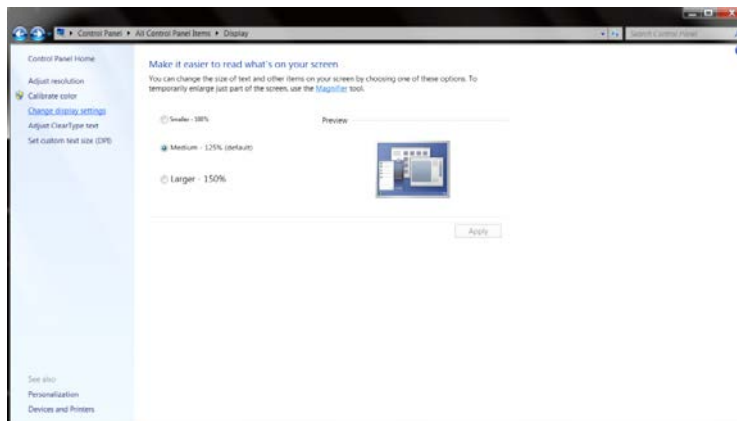 Control Panel ▸ All Control Panel Items ▸ Display
Search Control Panel
Control Panel Home
Adjust resolution
Calibrate color
Change display settings
Adjust ClearType text
Set custom text size (DPI)
Make it easier to read what's on your screen
You can change the size of text and other items on your screen by choosing one of these options. To
temporarily enlarge just part of the screen, use the Magnifier tool.
Smaller - 100%
Preview
Medium - 125% (default)
Larger - 150%
Apply
See also
Personalization
Devices and Printers